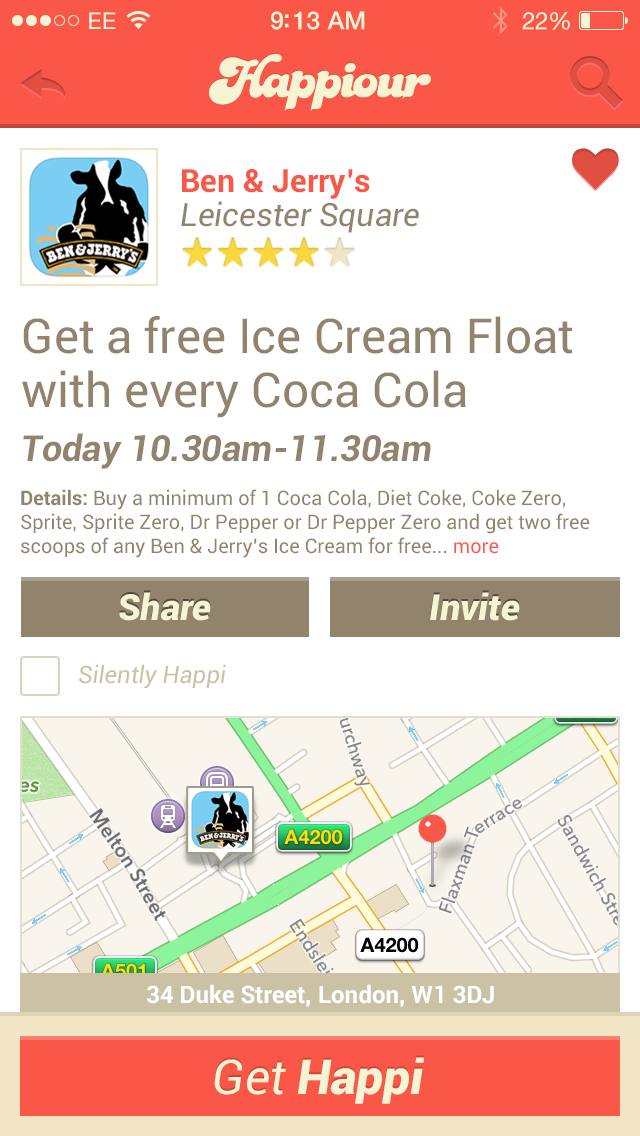 EE 9:13 AM 22%
Happiour
BEN & JERRY'S
Ben & Jerry's
Leicester Square
Get a free Ice Cream Float
with every Coca Cola
Today 10.30am-11.30am
Details: Buy a minimum of 1 Coca Cola, Diet Coke, Coke Zero,
Sprite, Sprite Zero, Dr Pepper or Dr Pepper Zero and get two free
scoops of any Ben & Jerry's Ice Cream for free... more
Share Invite
Silently Happi
urchway
es
BEN & JERRY'S
Melton Street
A4200
Flaxman Terrace
Sandwich Stre
Endslei
A4200
A501
34 Duke Street, London, W1 3DJ
Get Happi